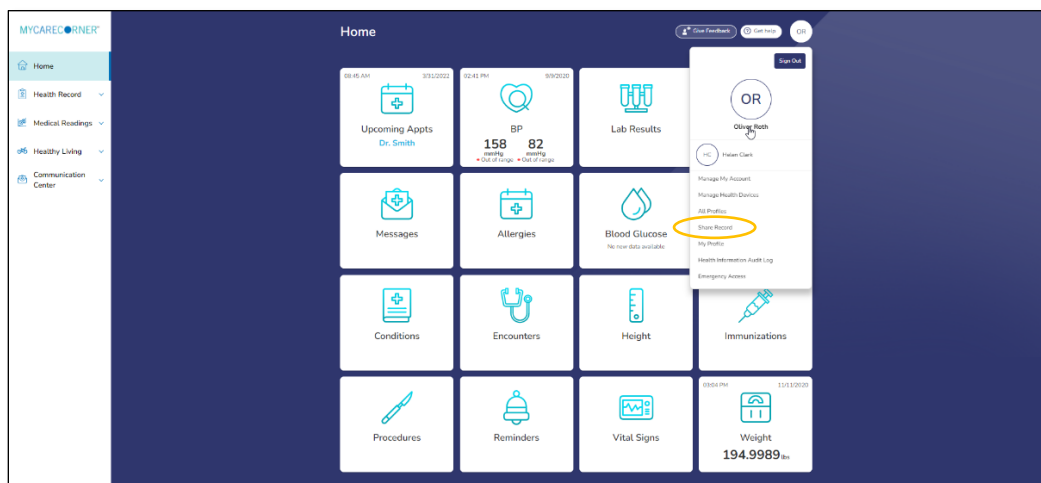 MYCARECORNER
Home
Give Feedback
Get help
OR
Home
Health Record
Medical Readings
Healthy Living
Communication
Center
Sign Out
OR
Oliver Roth
HC Helen Clark
Manage My Account
Manage Health Devices
All Profiles
Share Record
My Profile
Health Information Audit Log
Emergency Access
08:45 AM 3/31/2022
Upcoming Appts
Dr. Smith
02:41 PM 9/9/2020
BP
158 82
mmHg mmHg
Out of range Out of range
Lab Results
Messages
Allergies
Blood Glucose
No new data available
Conditions
Encounters
Height
Immunizations
Procedures
Reminders
Vital Signs
03:04 PM 11/11/2020
Weight
194.9989 lbs